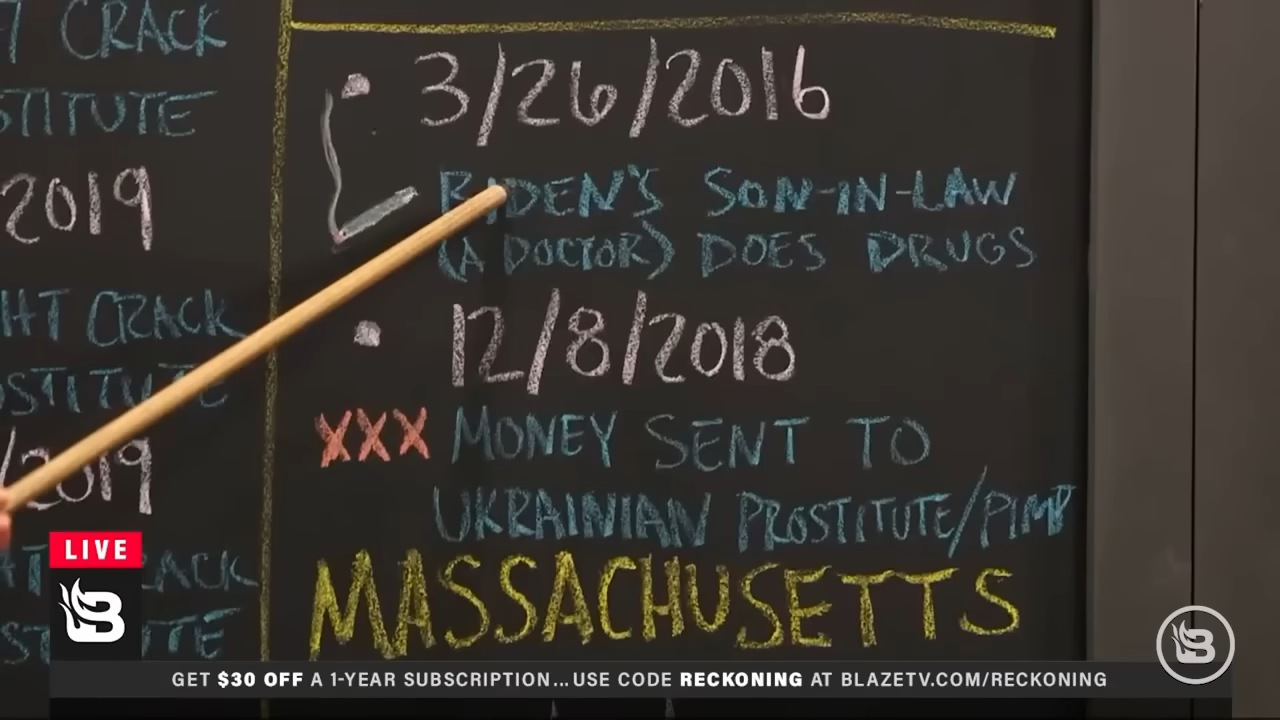 7 CRACK
STITUTE
2019
HT CRACK
OSTITUTE
/2019
3/26/2016
BIDEN'S SON-IN-LAW
(A DOCTOR) DOES DRUGS
12/8/2018
XXX MONEY SENT TO
UKRAINIAN PROSTITUTE/PIMP
MASSACHUSETTS
LIVE
B
B
GET $30 OFF A 1-YEAR SUBSCRIPTION...USE CODE RECKONING AT BLAZETV.COM/RECKONING